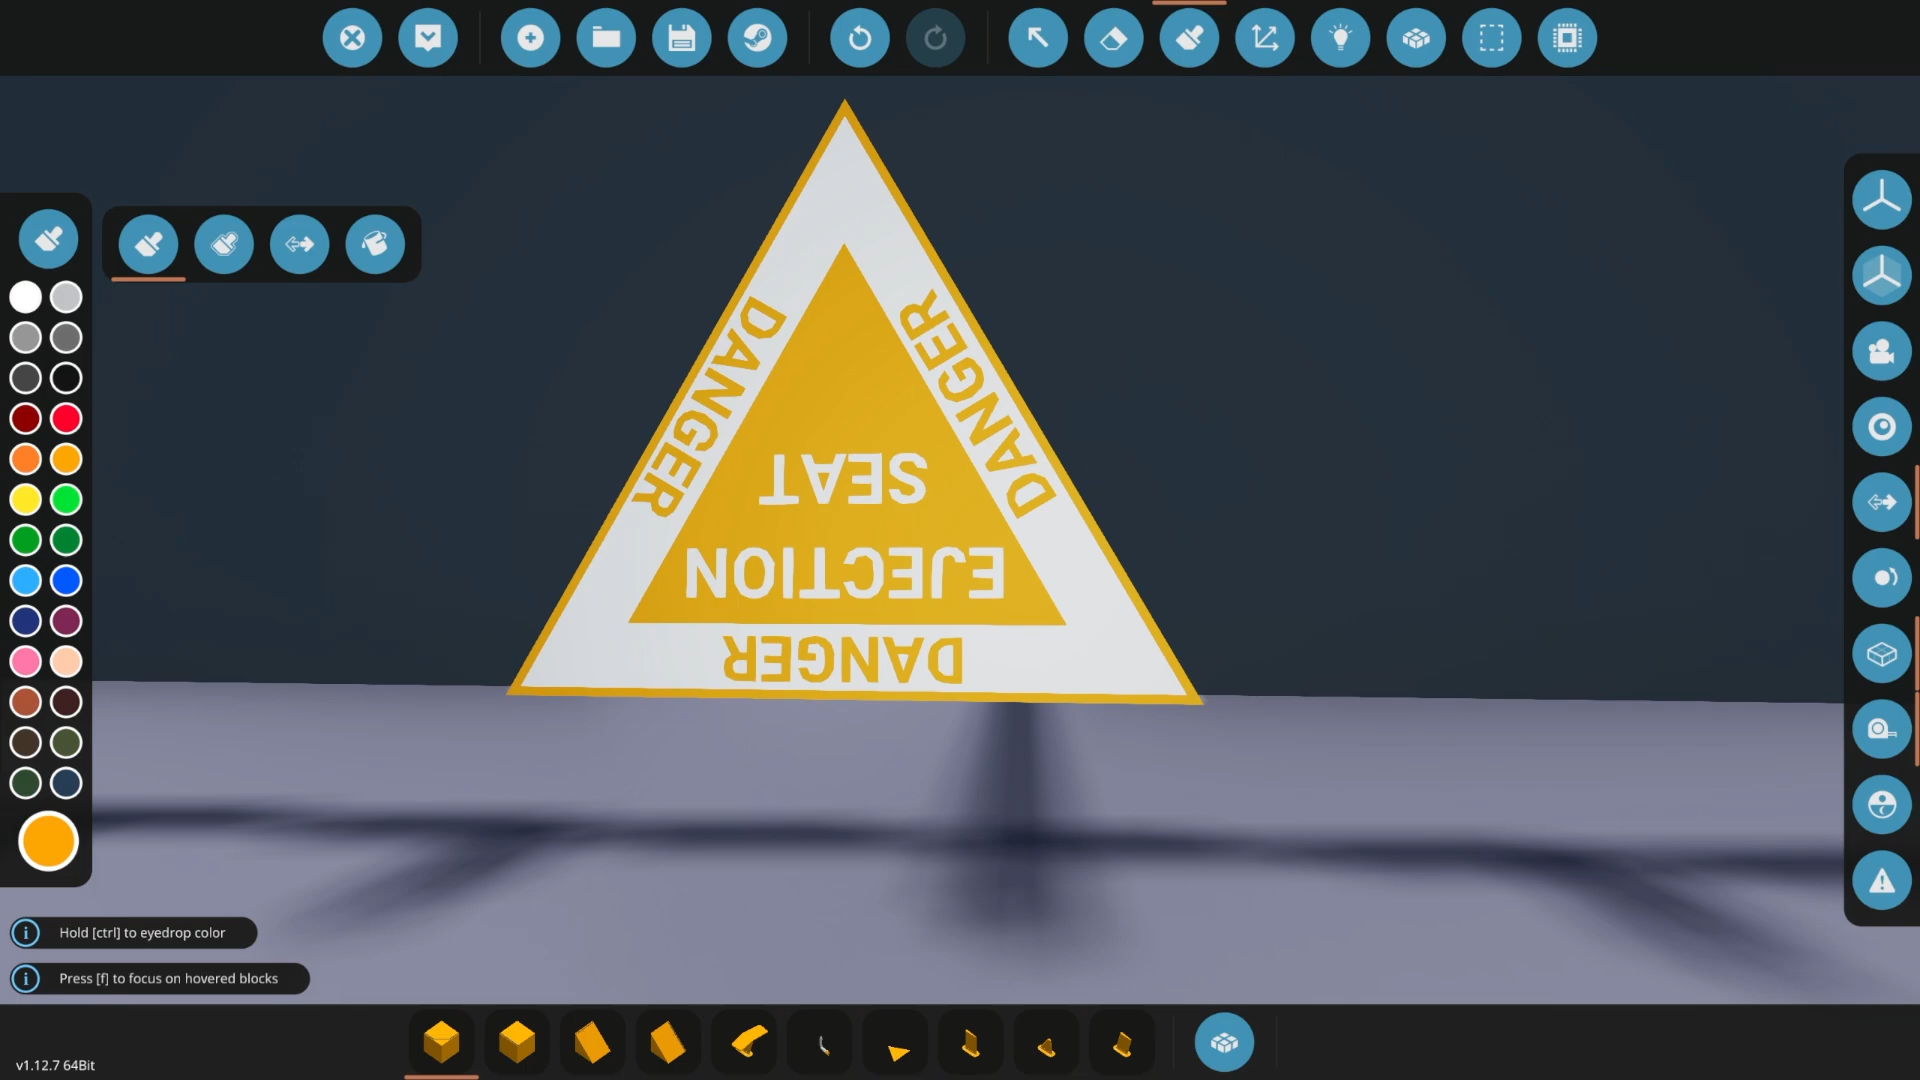 DANGER
DANGER
SEAT
EJECTION
DANGER
Hold [ctrl] to eyedrop color
Press [f] to focus on hovered blocks
v1.12.7 64Bit